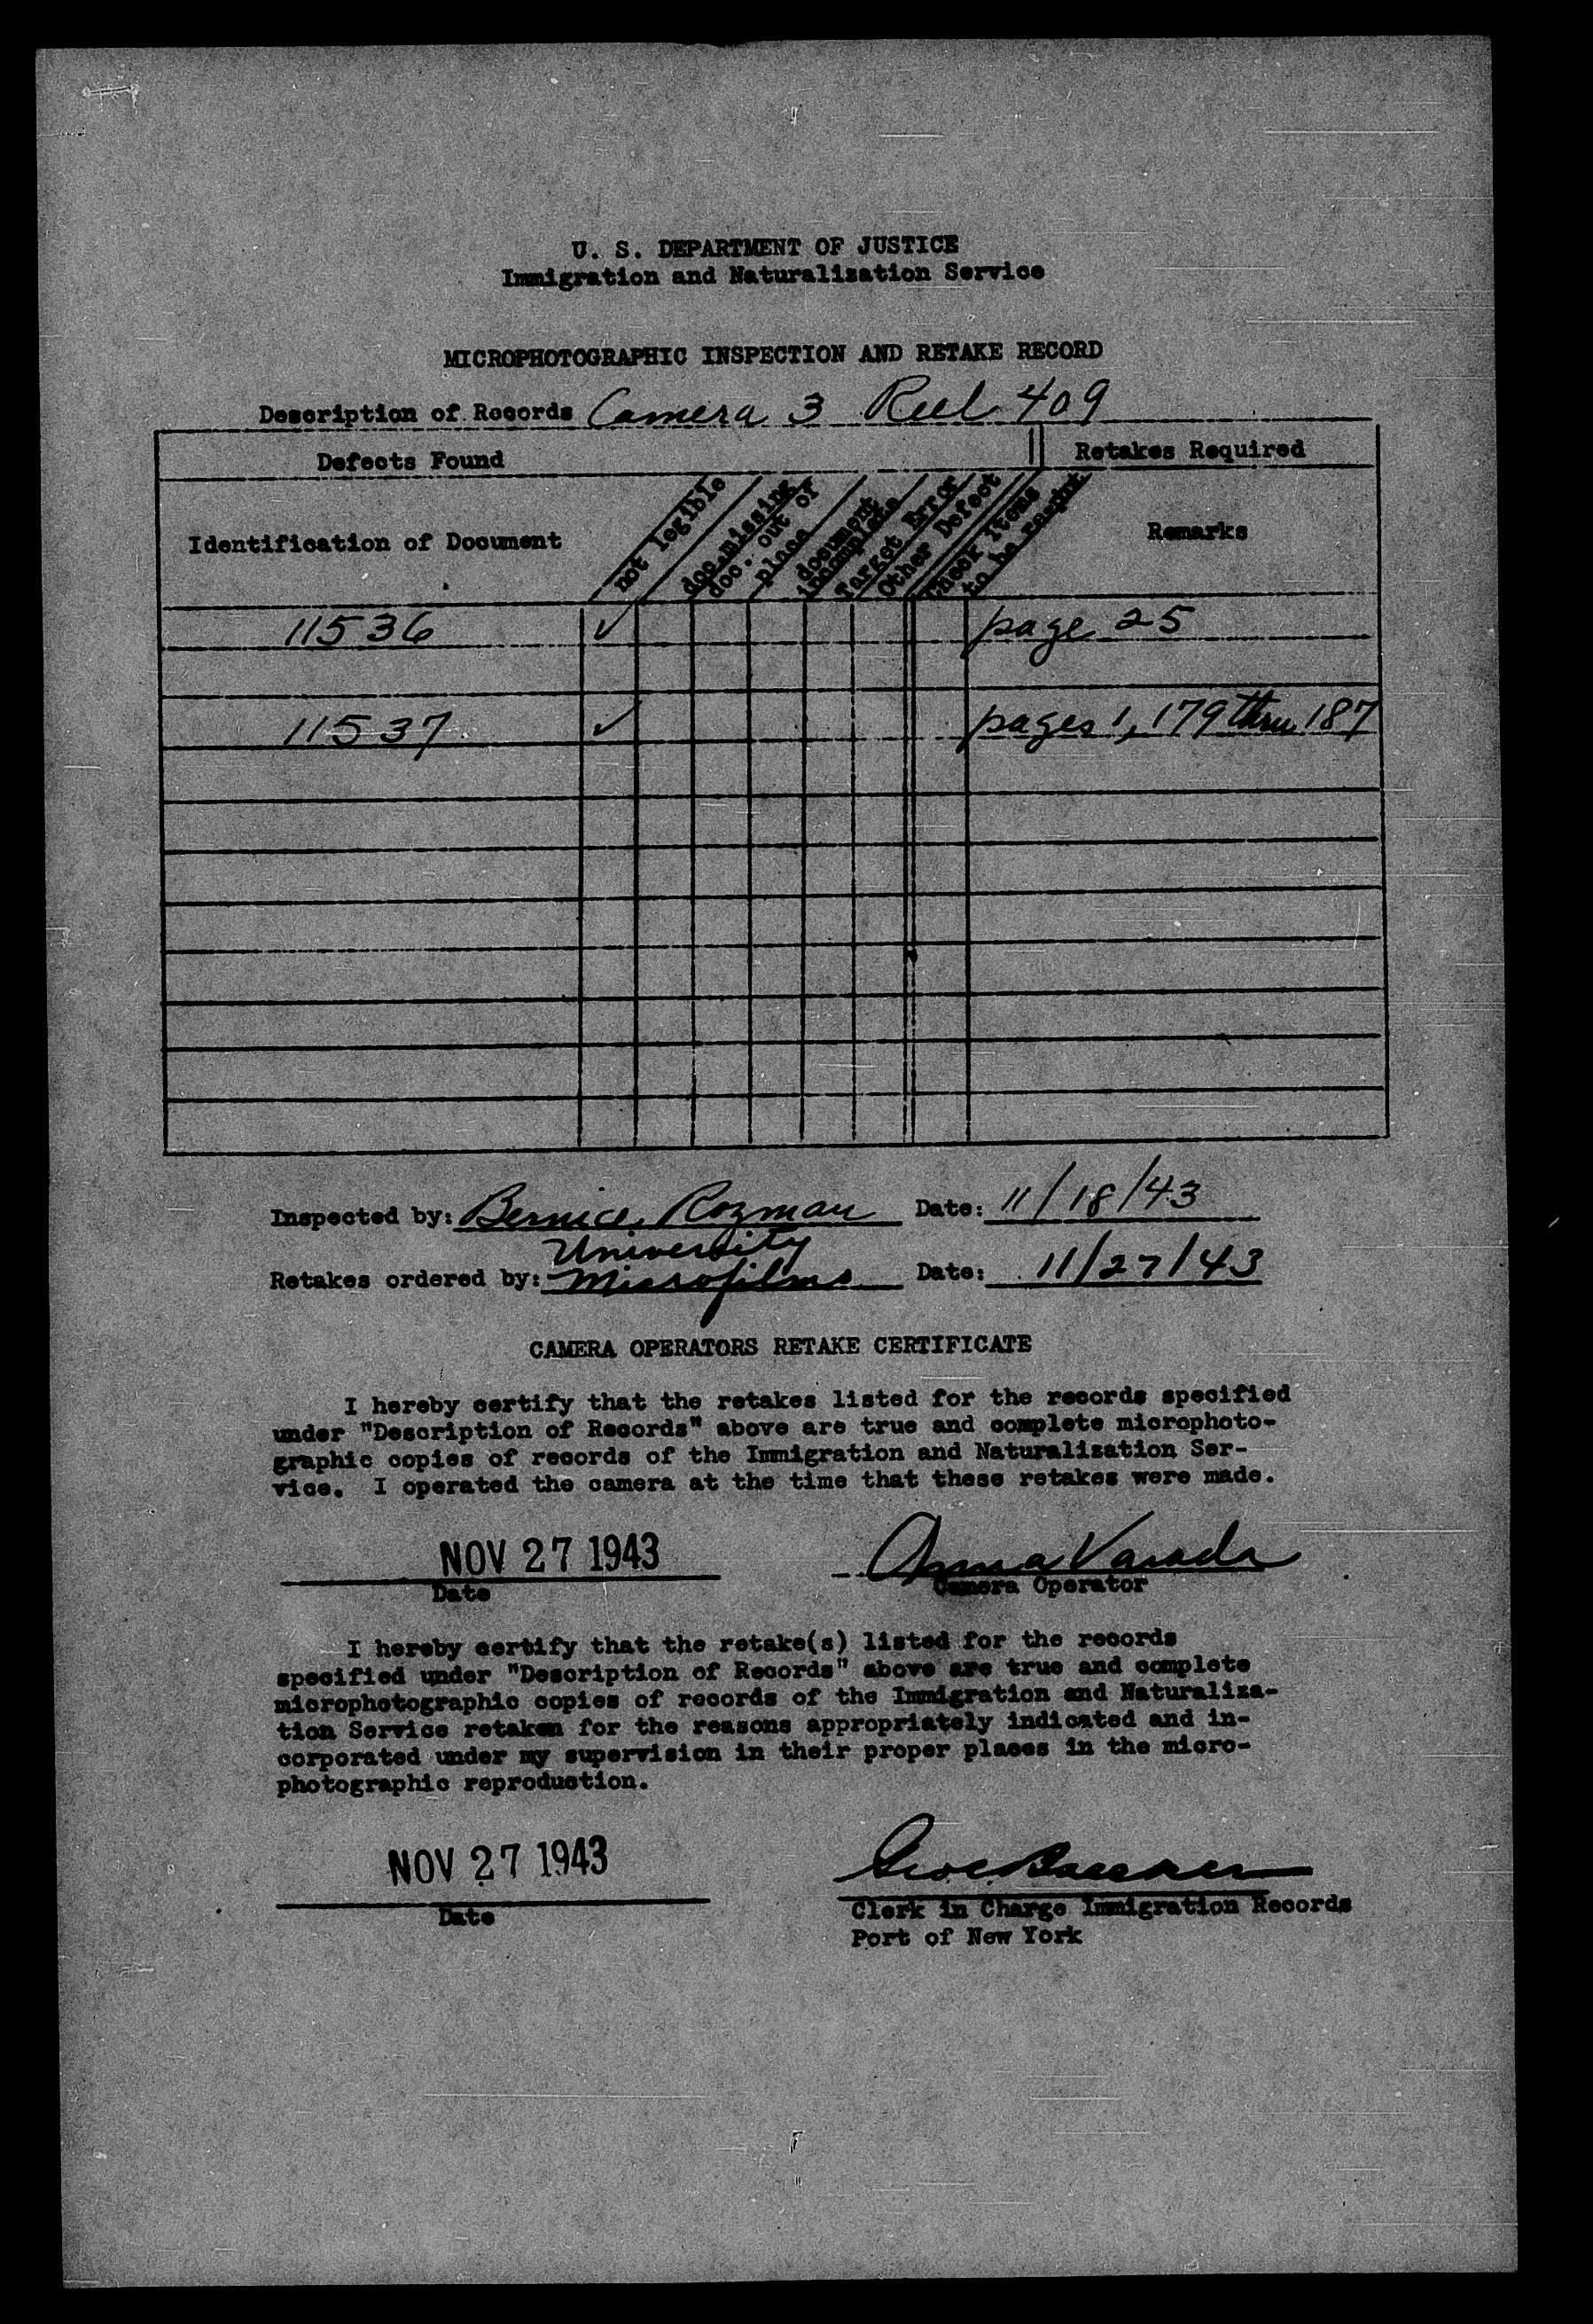 U. S. DEPARTMENT OF JUSTICE
Immigration and Naturalization Service
MICROPHOTOGRAPHIC INSPECTION AND RETAKE RECORD
Description of Records Camera 3 Reel 409
Defects Found Retakes Required
Identification of Document
not legible
doc. missing
doc. out of
place
document
incomplete
Target Error
Other Defect
Check items
to be retaken
Remarks
11536 ✓ page 25
11537 ✓ pages 1, 179 thru 187
Inspected by: Bernice Rozman Date: 11/18/43
University
Retakes ordered by: Microfilms Date: 11/27/43
CAMERA OPERATORS RETAKE CERTIFICATE
I hereby certify that the retakes listed for the records specified
under "Description of Records" above are true and complete microphoto-
graphic copies of records of the Immigration and Naturalization Ser-
vice. I operated the camera at the time that these retakes were made.
NOV 27 1943 Anna
Date Camera Operator
I hereby certify that the retake(s) listed for the records
specified under "Description of Records" above are true and complete
microphotographic copies of records of the Immigration and Naturaliza-
tion Service retaken for the reasons appropriately indicated and in-
corporated under my supervision in their proper places in the micro-
photographic reproduction.
NOV 27 1943
Date
Clerk in Charge Immigration Records
Port of New York